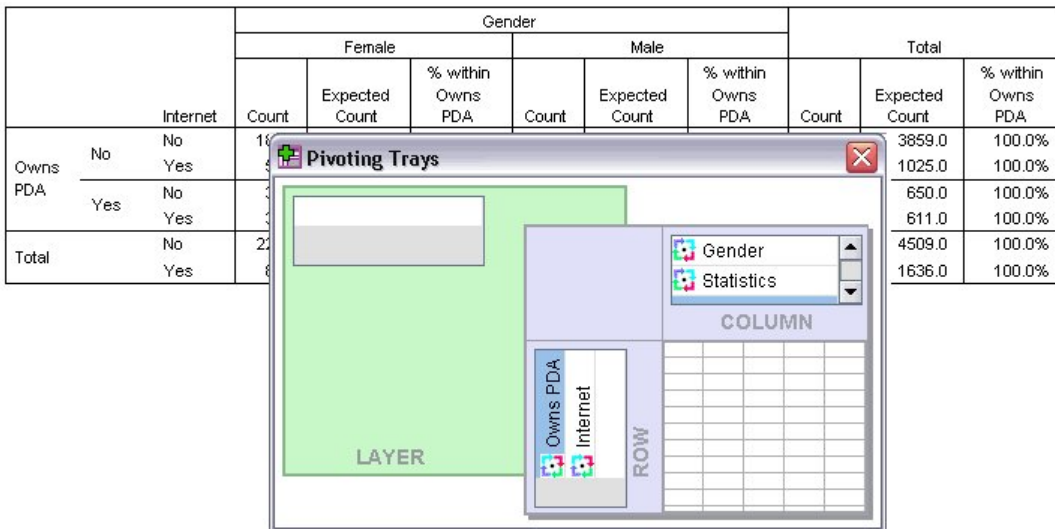 Gender
Female Male Total
% within % within % within
Expected Owns Expected Owns Expected Owns
Internet Count Count PDA Count Count PDA Count Count PDA
Owns PDA No No 3859.0 100.0%
Yes 1025.0 100.0%
Yes No 650.0 100.0%
Yes 611.0 100.0%
Total No 4509.0 100.0%
Yes 1636.0 100.0%
Pivoting Trays
Gender
Statistics
COLUMN
Owns PDA
Internet
ROW
LAYER